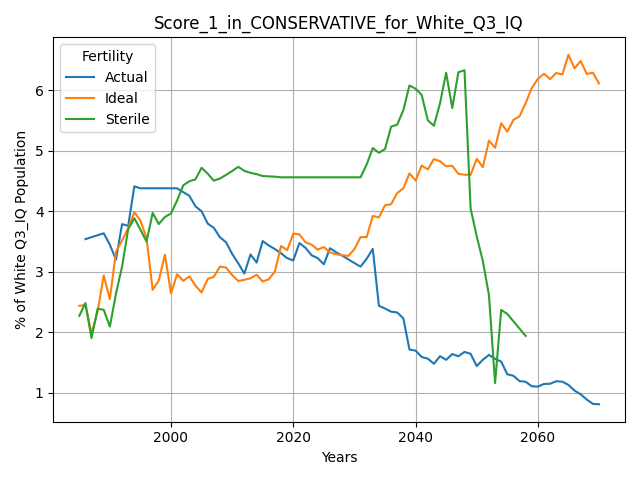 Score_1_in_CONSERVATIVE_for_White_Q3_IQ
Fertility
Actual
Ideal
Sterile
% of White Q3_IQ Population
6
5
4
3
2
1
2000 2020 2040 2060
Years